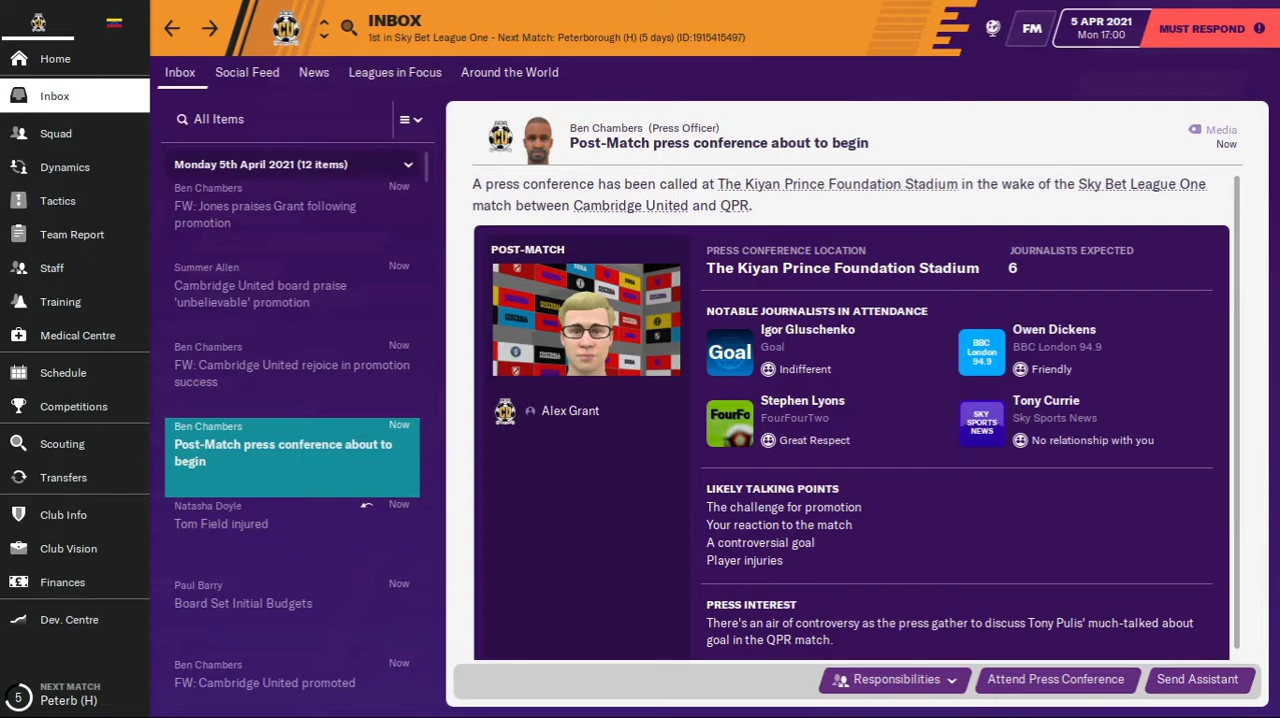 INBOX
1st in Sky Bet League One - Next Match: Peterborough (H) (5 days) (ID:1915415497)
FM
5 APR 2021
Mon 17:00
MUST RESPOND
Home
Inbox
Squad
Dynamics
Tactics
Team Report
Staff
Training
Medical Centre
Schedule
Competitions
Scouting
Transfers
Club Info
Club Vision
Finances
Dev. Centre
5
NEXT MATCH
Peterb (H)
Inbox
Social Feed
News
Leagues in Focus
Around the World
All Items
Monday 5th April 2021 (12 items)
Ben Chambers
Now
FW: Jones praises Grant following
promotion
Summer Allen
Now
Cambridge United board praise
'unbelievable' promotion
Ben Chambers
Now
FW: Cambridge United rejoice in promotion
success
Ben Chambers
Now
Post-Match press conference about to
begin
Natasha Doyle
Now
Tom Field injured
Paul Barry
Now
Board Set Initial Budgets
Ben Chambers
Now
FW: Cambridge United promoted
CU
Ben Chambers (Press Officer)
Post-Match press conference about to begin
Media
Now
A press conference has been called at The Kiyan Prince Foundation Stadium in the wake of the Sky Bet League One
match between Cambridge United and QPR.
POST-MATCH
Alex Grant
PRESS CONFERENCE LOCATION
The Kiyan Prince Foundation Stadium
JOURNALISTS EXPECTED
6
NOTABLE JOURNALISTS IN ATTENDANCE
Goal
Igor Gluschenko
Goal
Indifferent
BBC
London
94.9
Owen Dickens
BBC London 94.9
Friendly
FourFo
Stephen Lyons
FourFourTwo
Great Respect
SKY
SPORTS
NEWS
Tony Currie
Sky Sports News
No relationship with you
LIKELY TALKING POINTS
The challenge for promotion
Your reaction to the match
A controversial goal
Player injuries
PRESS INTEREST
There's an air of controversy as the press gather to discuss Tony Pulis' much-talked about
goal in the QPR match.
Responsibilities
Attend Press Conference
Send Assistant